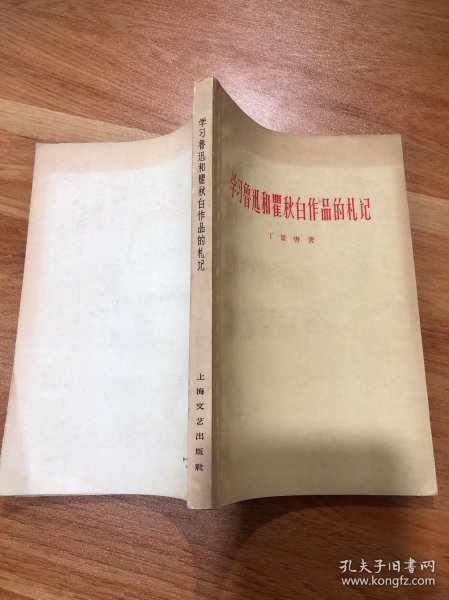 学习鲁迅和瞿秋白作品的札记
丁景唐著
学习鲁迅和瞿秋白作品的札记
上海文艺出版社
孔夫子旧书网
www.kongfz.com